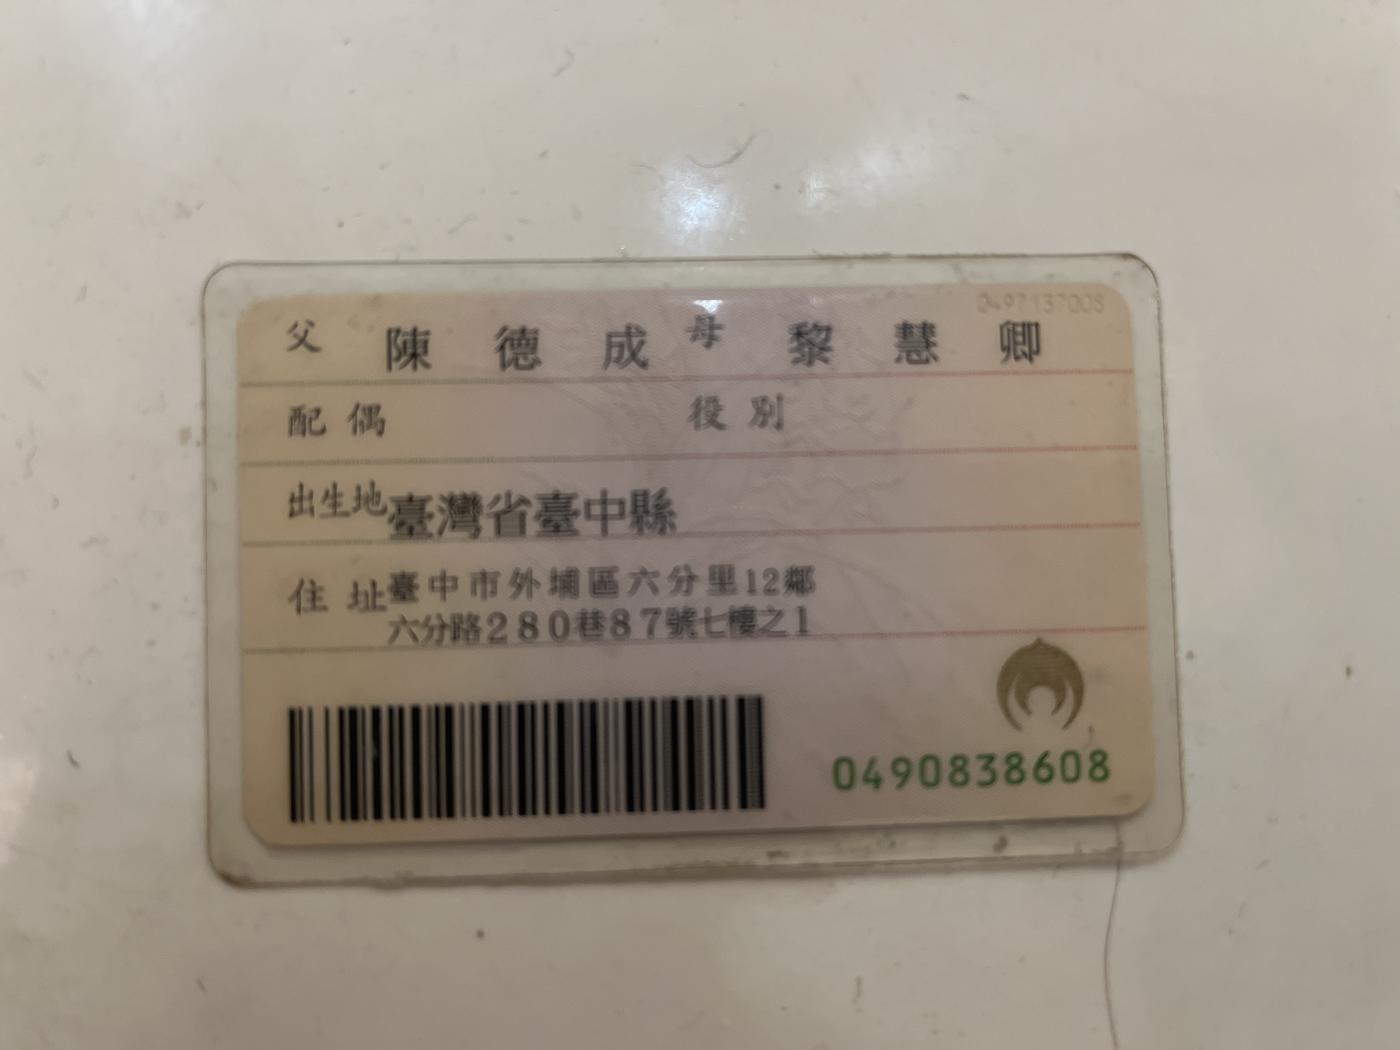 0497137008
父 陳德成 母 黎慧卿
配偶 役別
出生地 臺灣省臺中縣
住址 臺中市外埔區六分里12鄰
六分路280巷87號七樓之1
0490838608